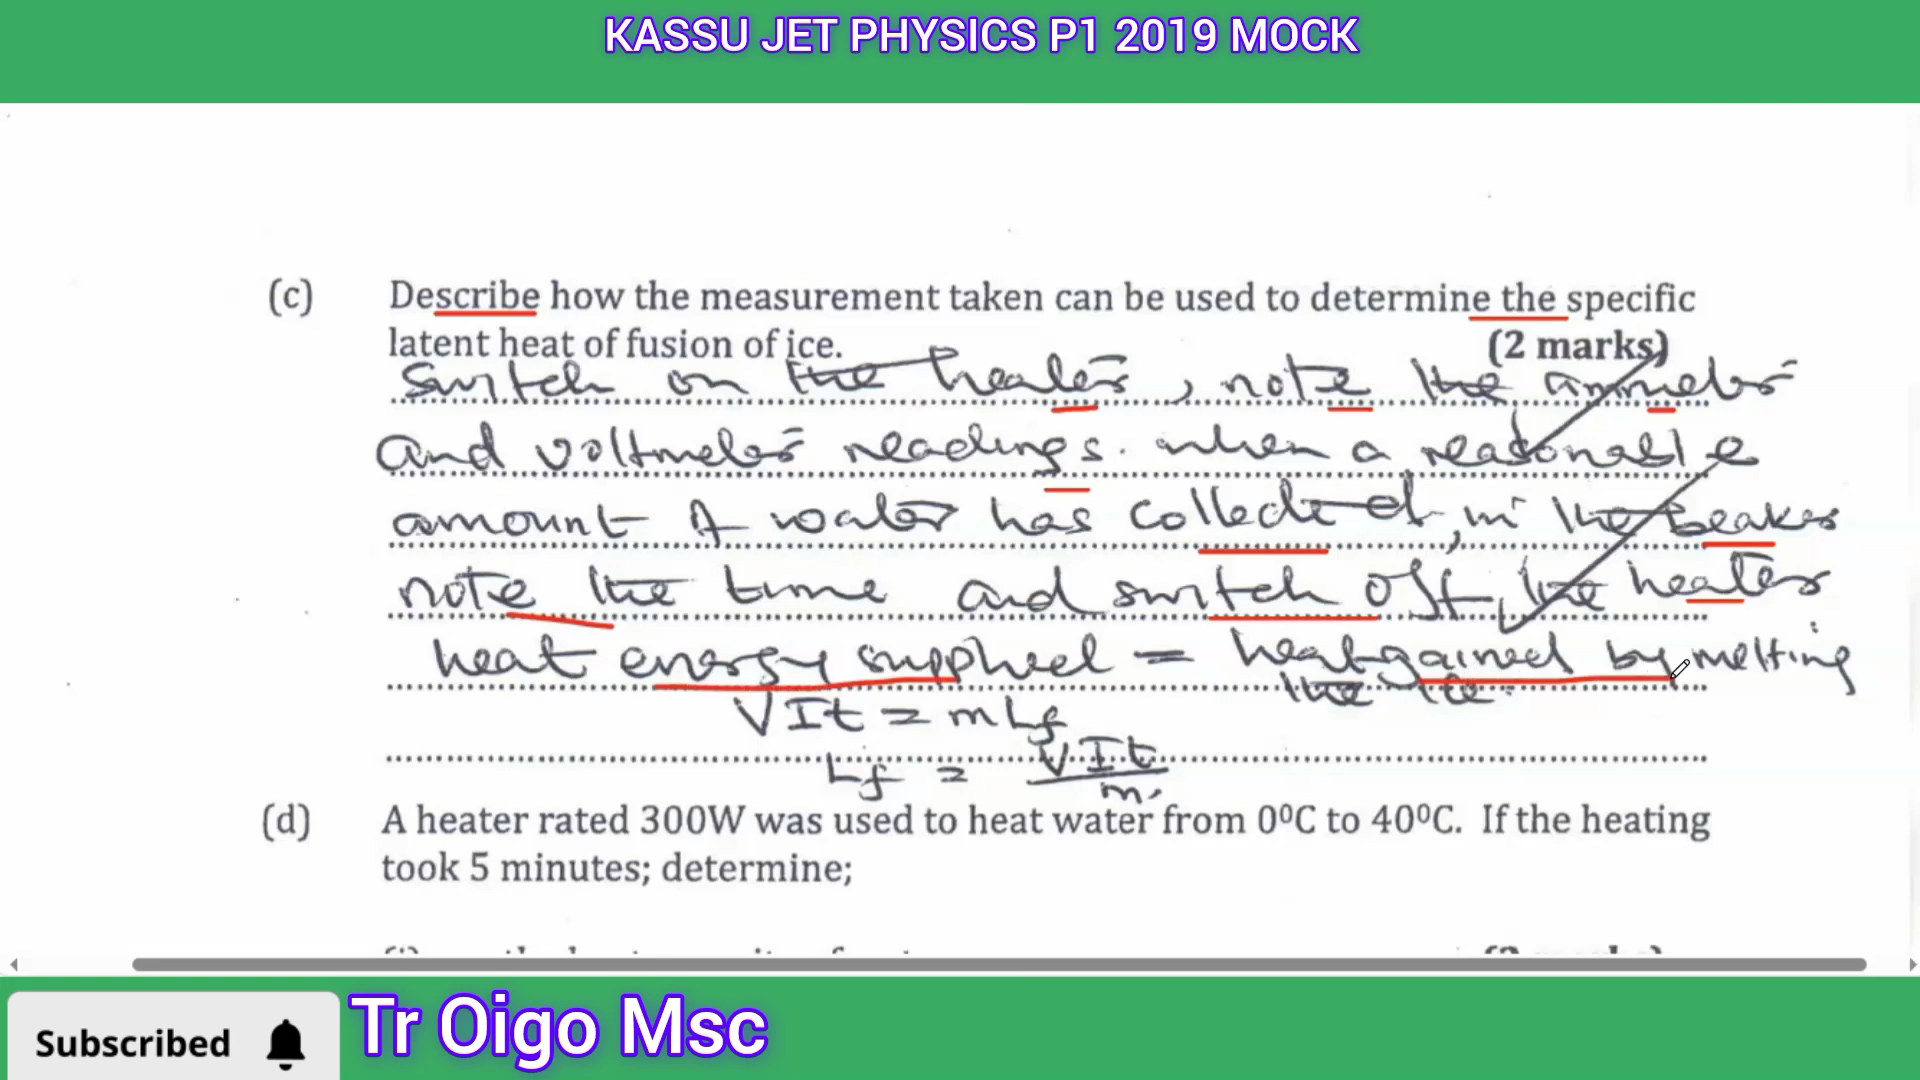 KASSU JET PHYSICS P1 2019 MOCK
(c) Describe how the measurement taken can be used to determine the specific
latent heat of fusion of ice. (2 marks)
switch on the heater, note the ammeter
and voltmeter readings. when a reasonable
amount of water has collected, in the beaker
note the time and switch off, the heater
heat energy supplied = heat gained by melting
the ice.
VIt = mLf
Lf = VIt
m.
(d) A heater rated 300W was used to heat water from 0⁰C to 40⁰C. If the heating
took 5 minutes; determine;
Subscribed
Tr Oigo Msc